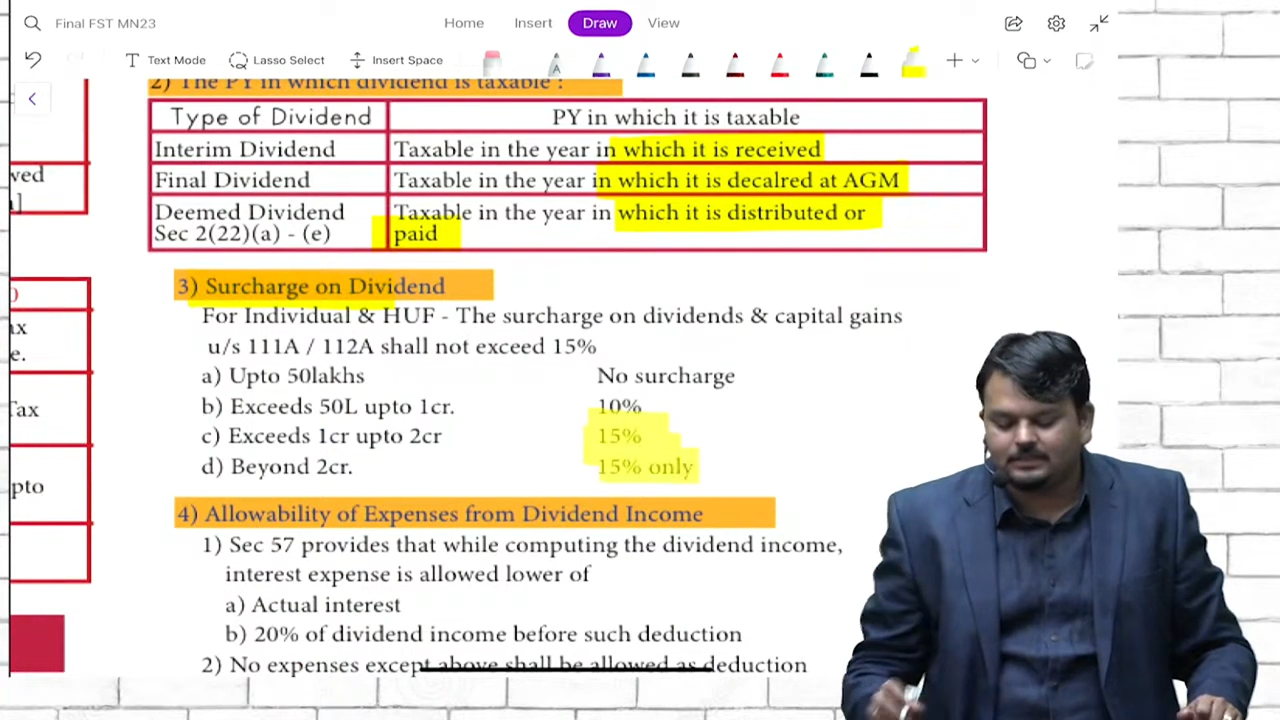 Final FST MN23
Home Insert Draw View
Text Mode Lasso Select Insert Space
2) The PY in which dividend is taxable :
Type of Dividend PY in which it is taxable
Interim Dividend Taxable in the year in which it is received
Final Dividend Taxable in the year in which it is decalred at AGM
Deemed Dividend Taxable in the year in which it is distributed or
Sec 2(22)(a) - (e) paid
3) Surcharge on Dividend
For Individual & HUF - The surcharge on dividends & capital gains
u/s 111A / 112A shall not exceed 15%
a) Upto 50lakhs No surcharge
b) Exceeds 50L upto 1cr. 10%
c) Exceeds 1cr upto 2cr 15%
d) Beyond 2cr. 15% only
4) Allowability of Expenses from Dividend Income
1) Sec 57 provides that while computing the dividend income,
interest expense is allowed lower of
a) Actual interest
b) 20% of dividend income before such deduction
2) No expenses except above shall be allowed as deduction